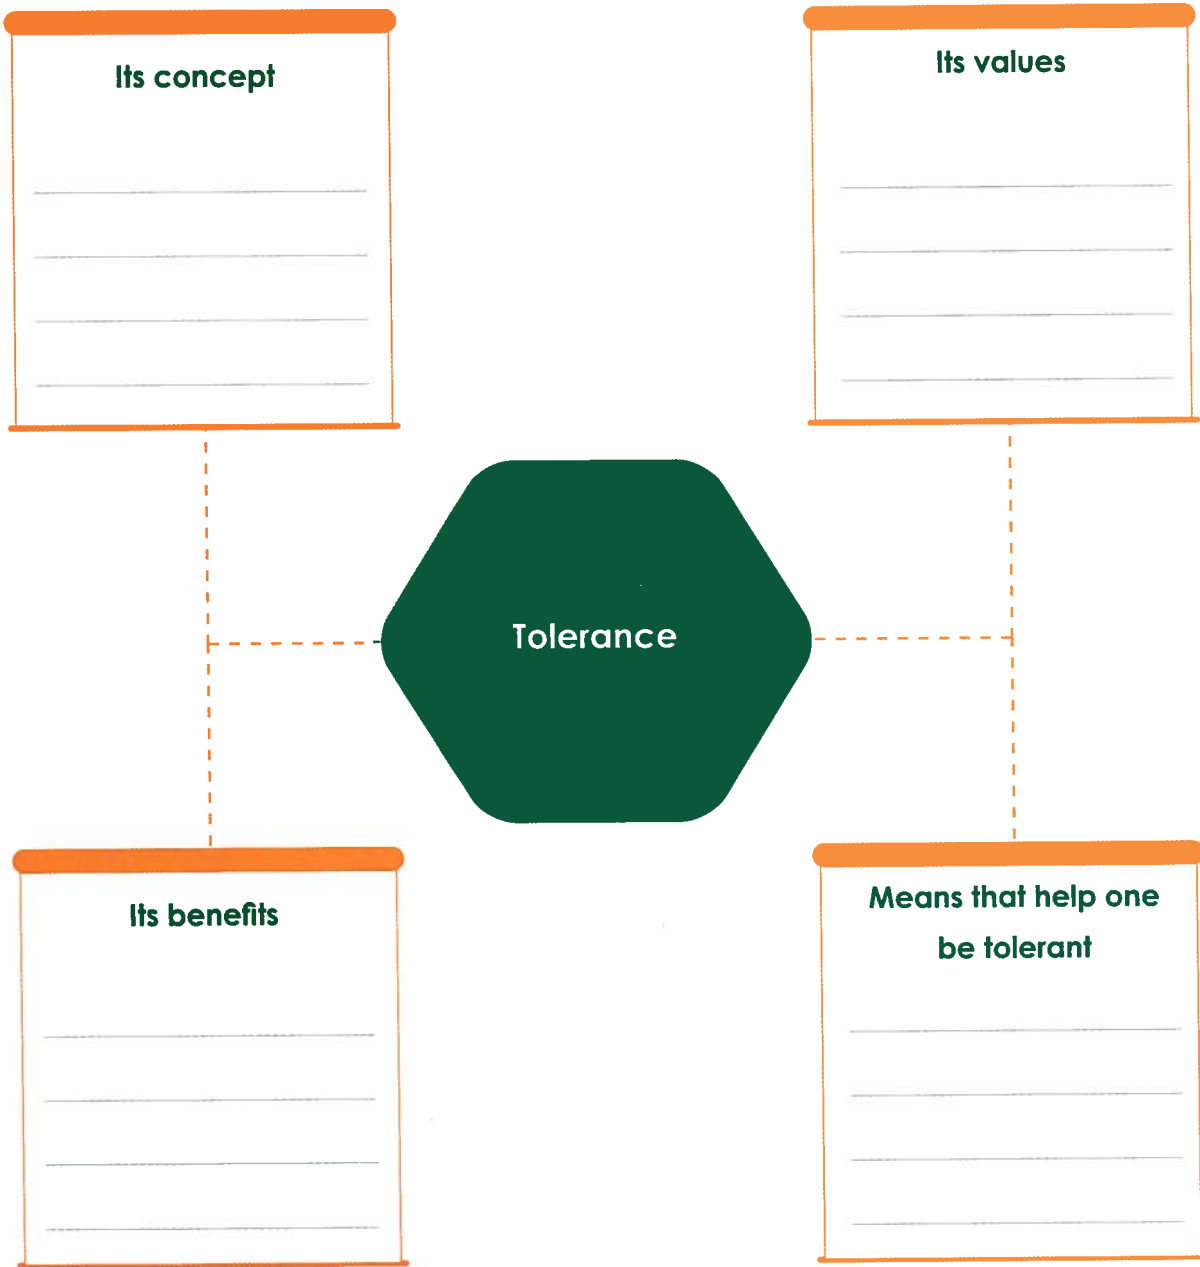 Its concept
Its values
Tolerance
Its benefits
Means that help one
be tolerant